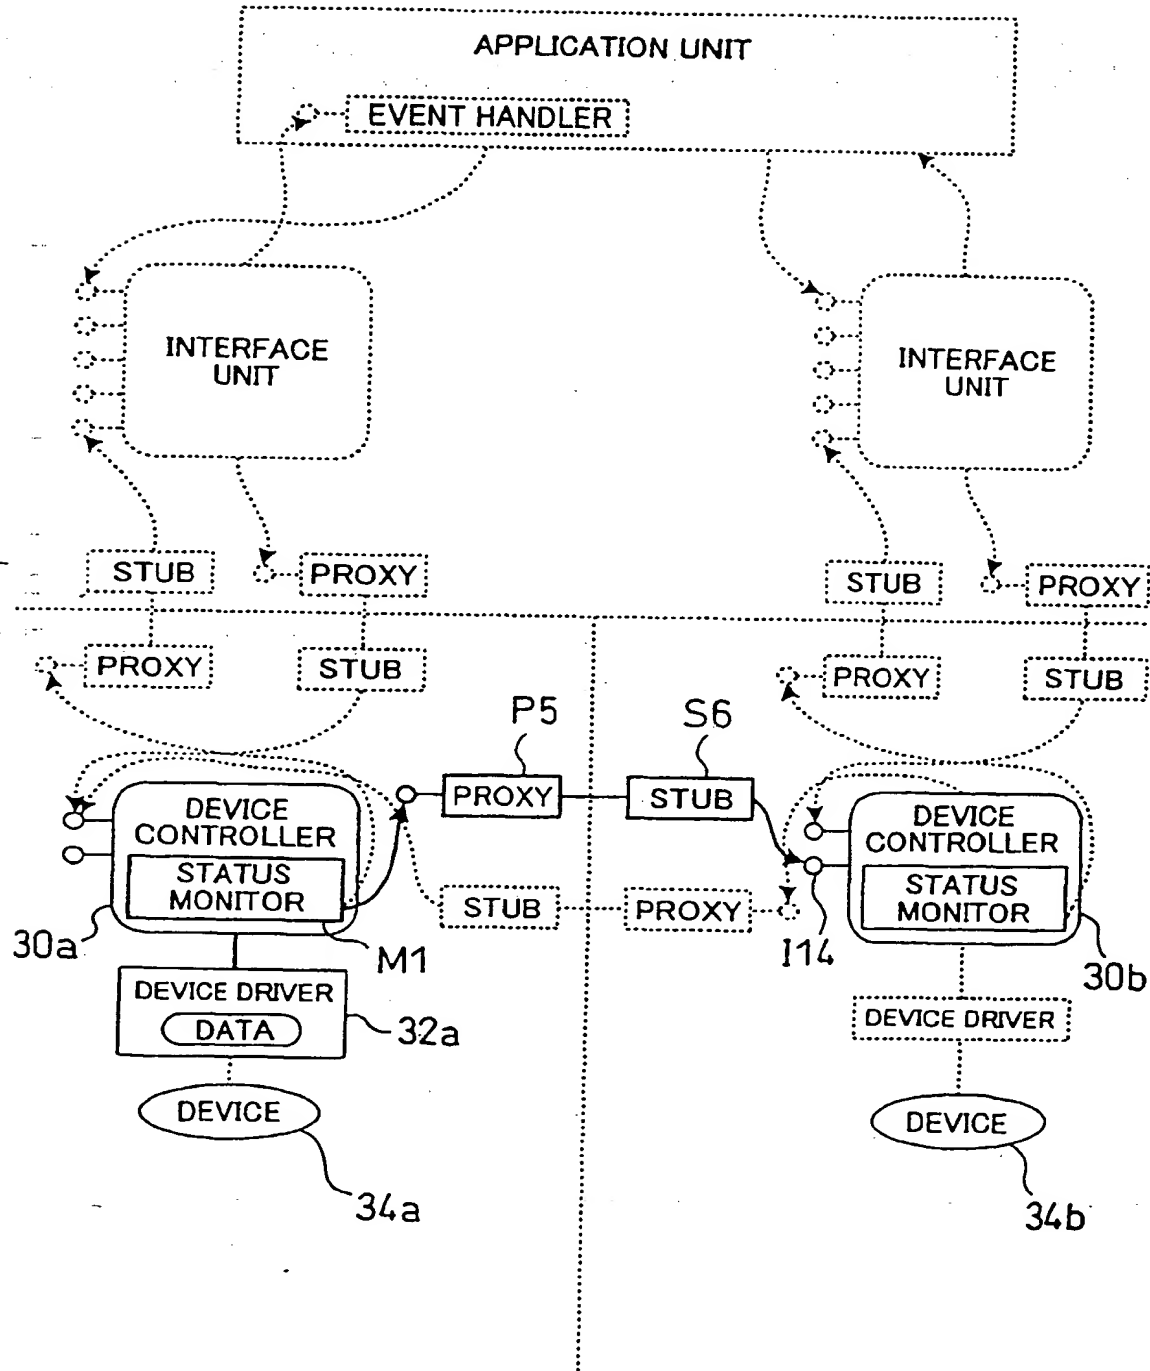 APPLICATION UNIT
EVENT HANDLER
INTERFACE
UNIT
INTERFACE
UNIT
STUB
PROXY
STUB
PROXY
PROXY
STUB
PROXY
STUB
P5
S6
PROXY
STUB
DEVICE
CONTROLLER
STATUS
MONITOR
DEVICE
CONTROLLER
STATUS
MONITOR
STUB
PROXY
30a
M1
I14
30b
DEVICE DRIVER
DATA
32a
DEVICE DRIVER
DEVICE
DEVICE
34a
34b